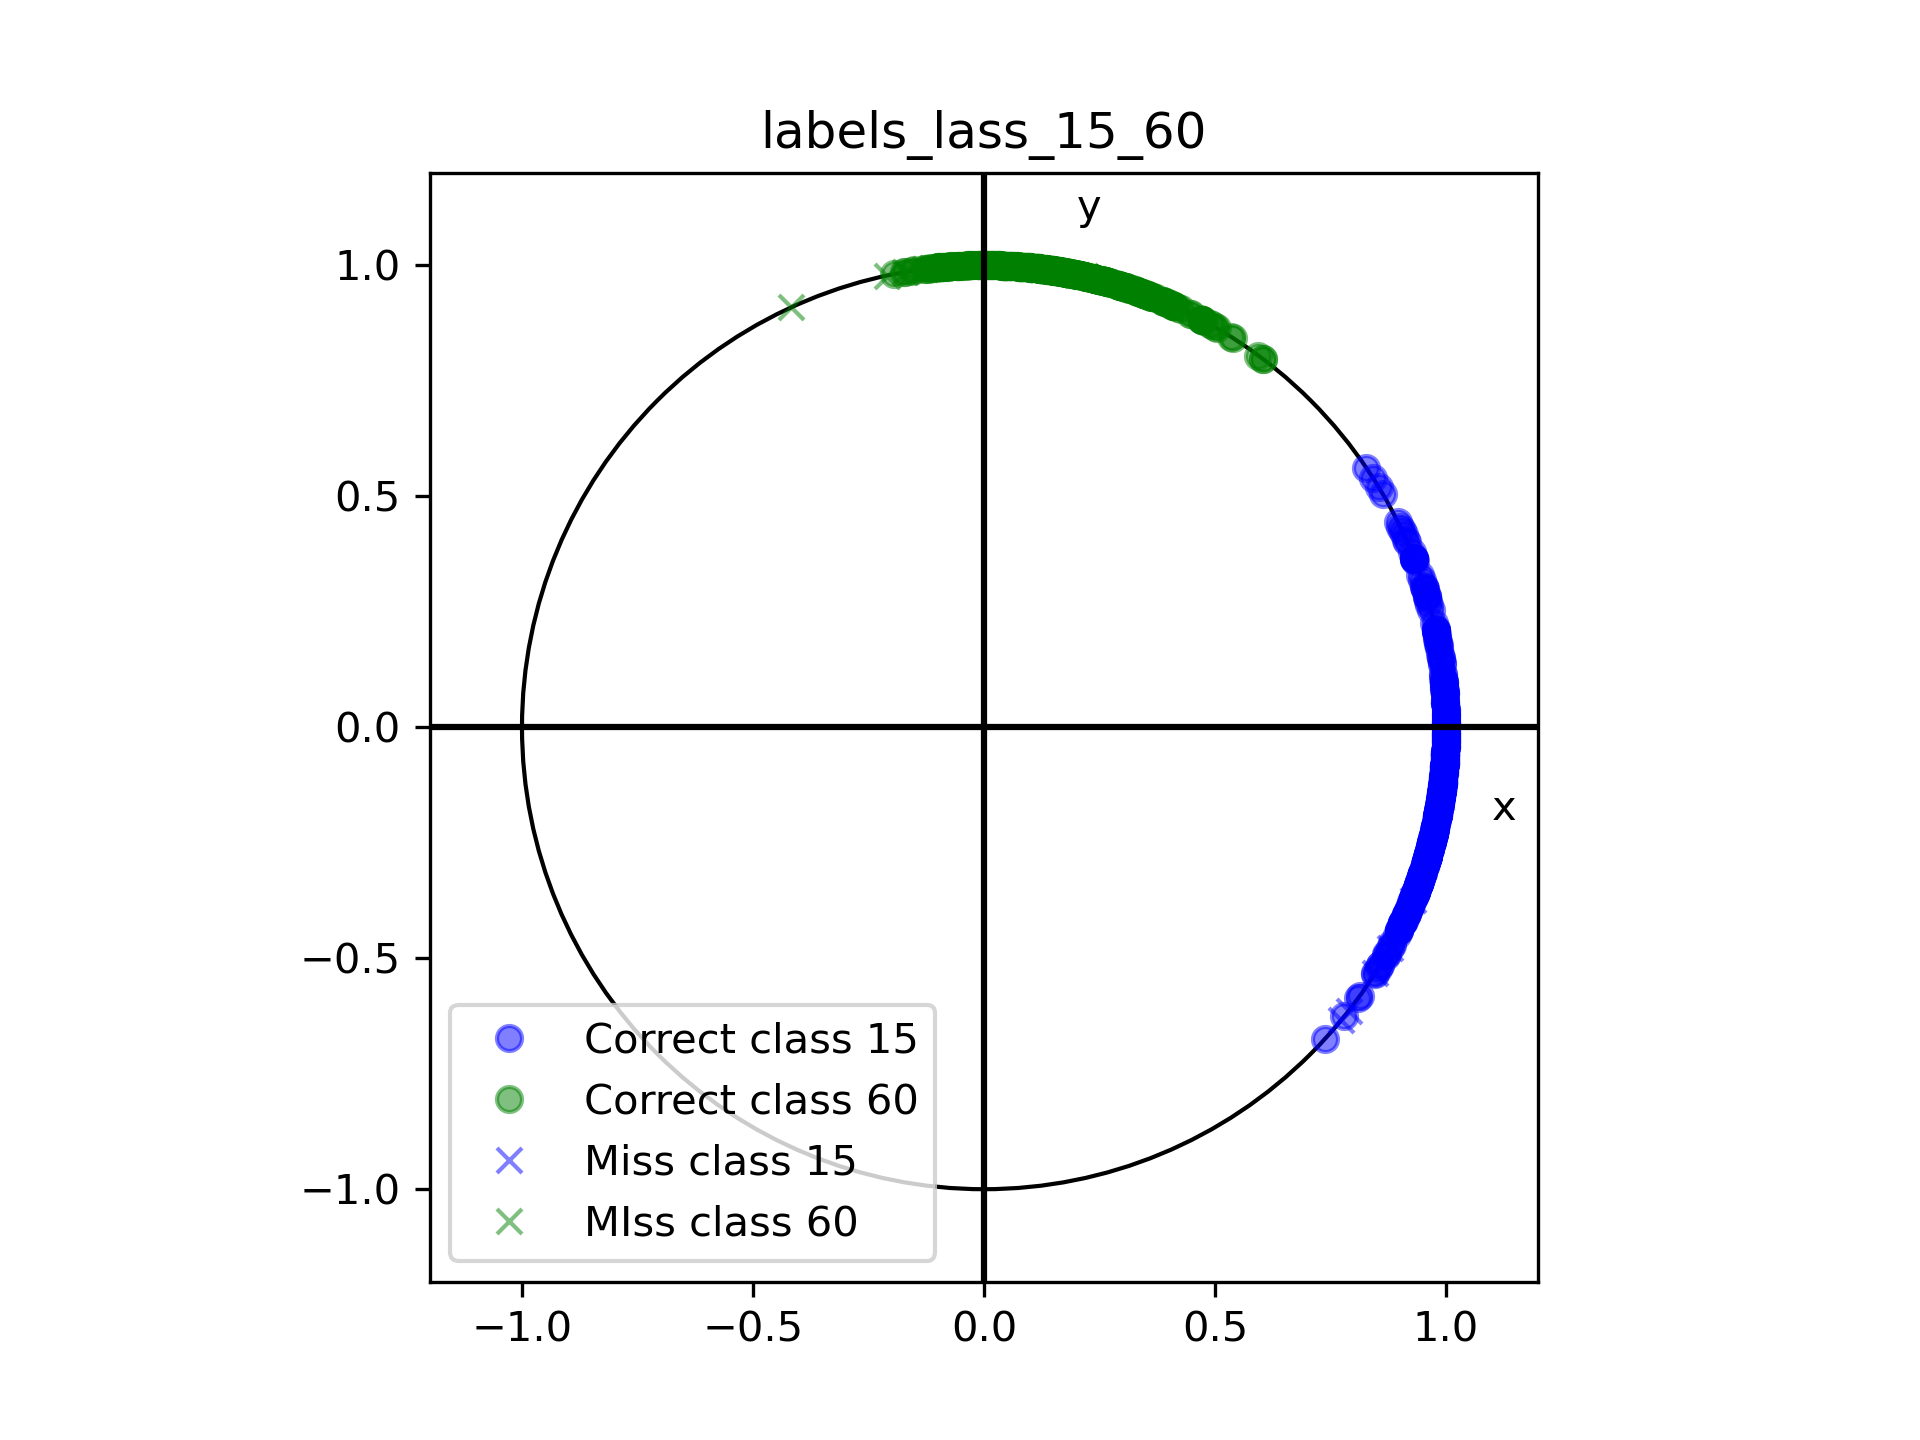 labels_lass_15_60
y
1.0
0.5
0.0
x
−0.5
−1.0
Correct class 15
Correct class 60
Miss class 15
MIss class 60
−1.0 −0.5 0.0 0.5 1.0